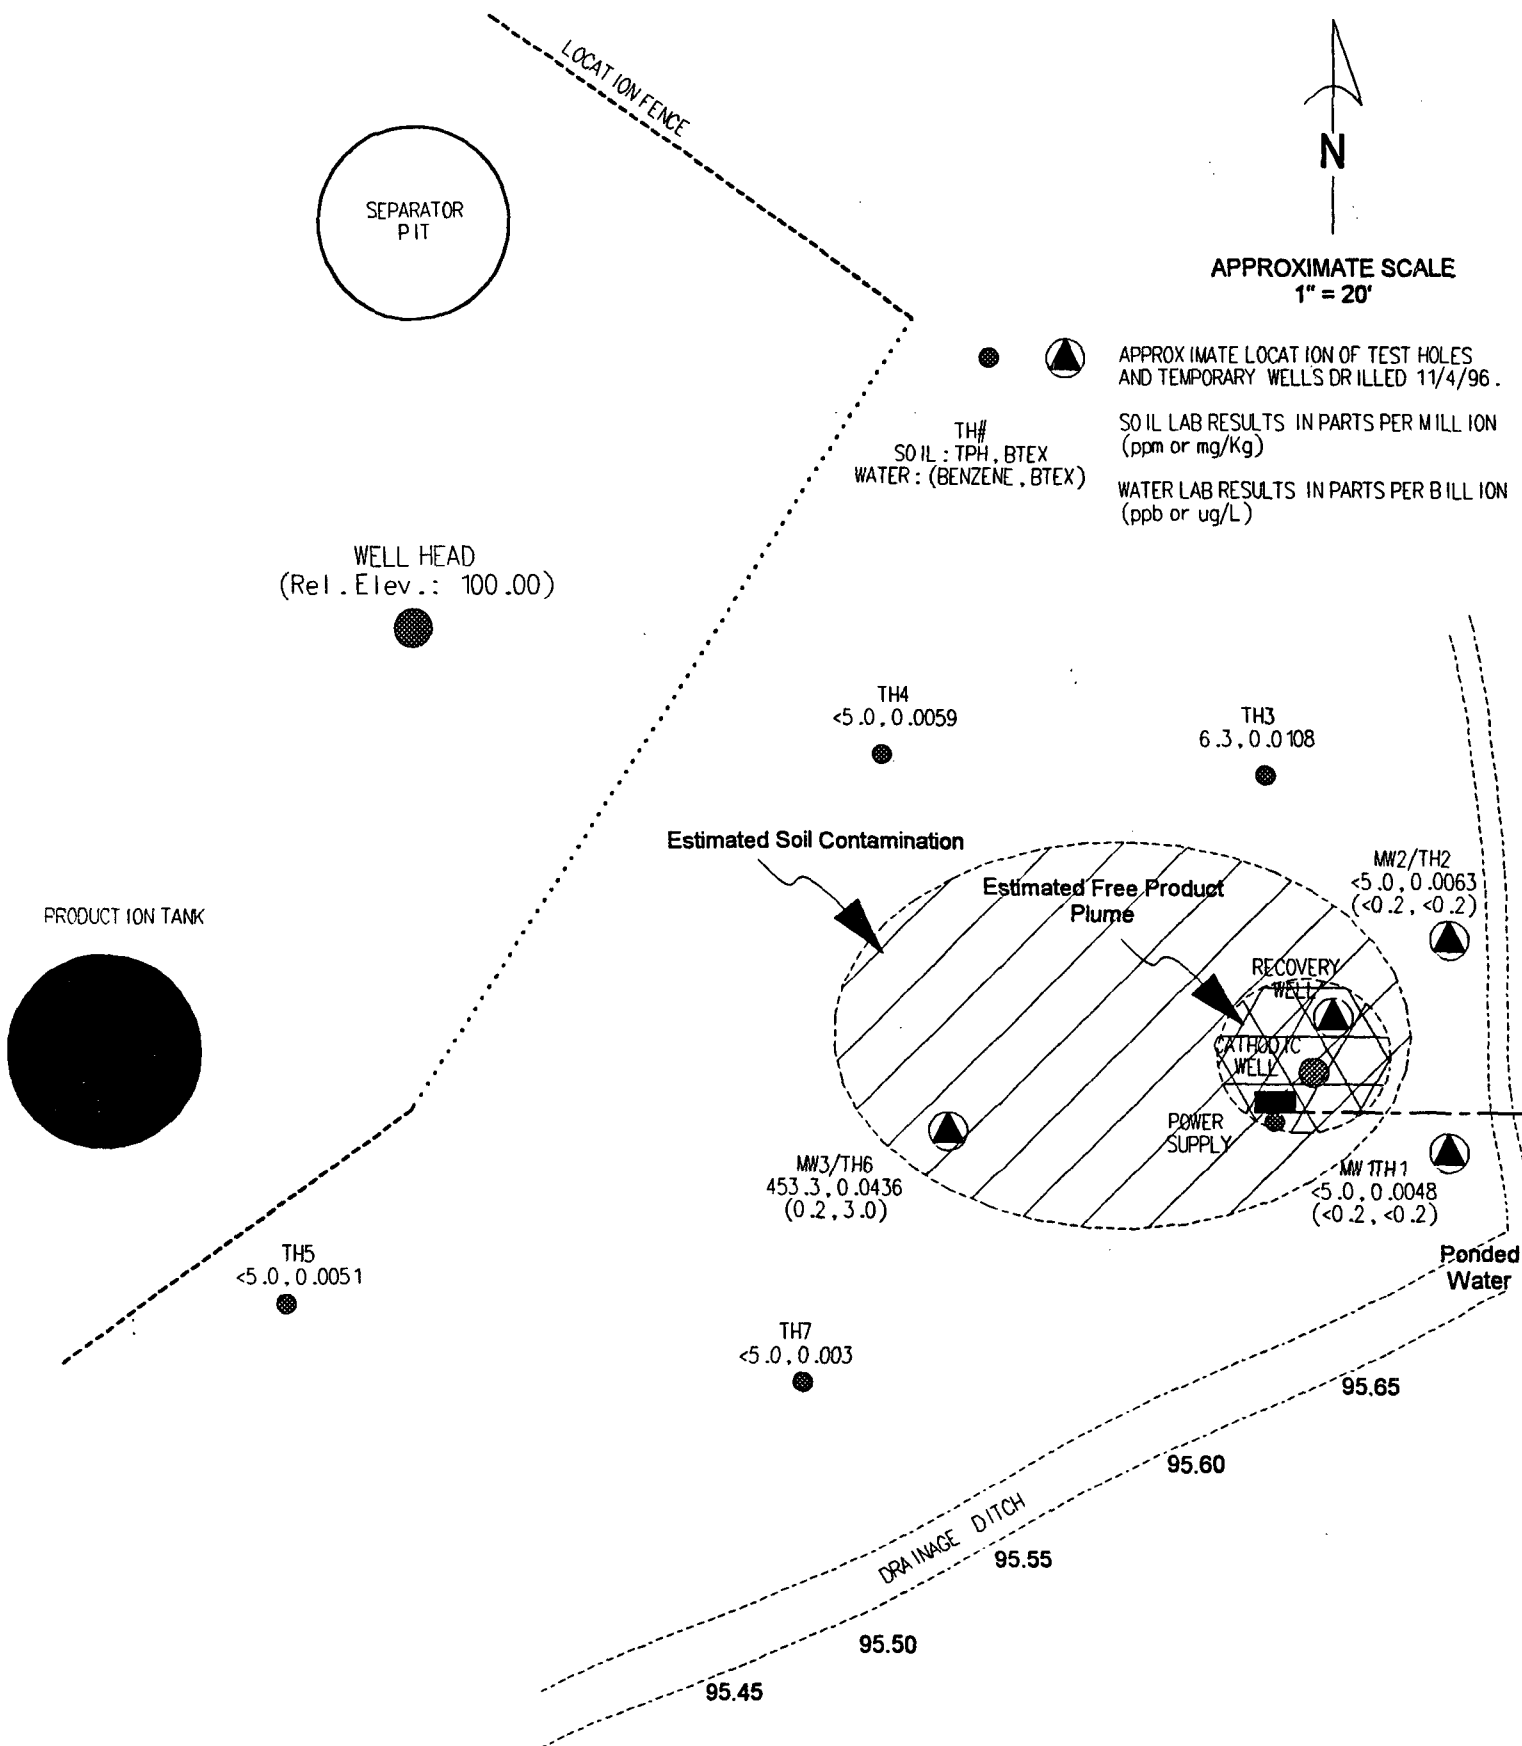 LOCATION FENCE
SEPARATOR
PIT
N
APPROXIMATE SCALE
1" = 20'
APPROXIMATE LOCATION OF TEST HOLES
AND TEMPORARY WELLS DRILLED 11/4/96.
TH#
SOIL: TPH, BTEX
WATER: (BENZENE, BTEX)
SOIL LAB RESULTS IN PARTS PER MILLION
(ppm or mg/Kg)
WATER LAB RESULTS IN PARTS PER BILLION
(ppb or ug/L)
WELL HEAD
(Rel. Elev.: 100.00)
TH4
<5.0, 0.0059
TH3
6.3, 0.0108
Estimated Soil Contamination
Estimated Free Product
Plume
MW2/TH2
<5.0, 0.0063
(<0.2, <0.2)
PRODUCTION TANK
RECOVERY
WELL
CATHODIC
WELL
POWER
SUPPLY
MW3/TH6
453.3, 0.0436
(0.2, 3.0)
MW1TH1
<5.0, 0.0048
(<0.2, <0.2)
Ponded
Water
TH5
<5.0, 0.0051
TH7
<5.0, 0.003
95.65
95.60
DRAINAGE DITCH
95.55
95.50
95.45